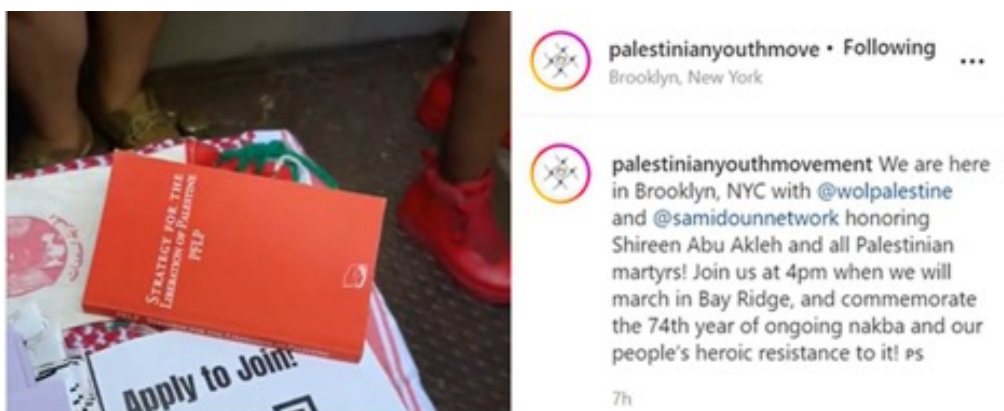 STRATEGY FOR THE
LIBERATION OF PALESTINE
PFLP
Apply to Join!
palestinianyouthmove • Following
Brooklyn, New York
palestinianyouthmovement We are here
in Brooklyn, NYC with @wolpalestine
and @samidounnetwork honoring
Shireen Abu Akleh and all Palestinian
martyrs! Join us at 4pm when we will
march in Bay Ridge, and commemorate
the 74th year of ongoing nakba and our
people's heroic resistance to it! PS
7h